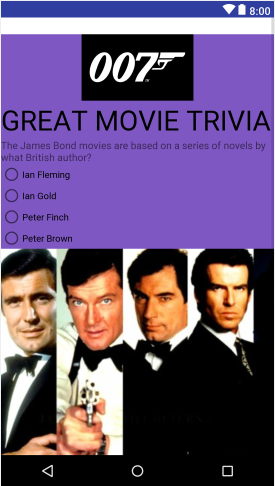 8:00
007
GREAT MOVIE TRIVIA
The James Bond movies are based on a series of novels by
what British author?
Ian Fleming
Ian Gold
Peter Finch
Peter Brown